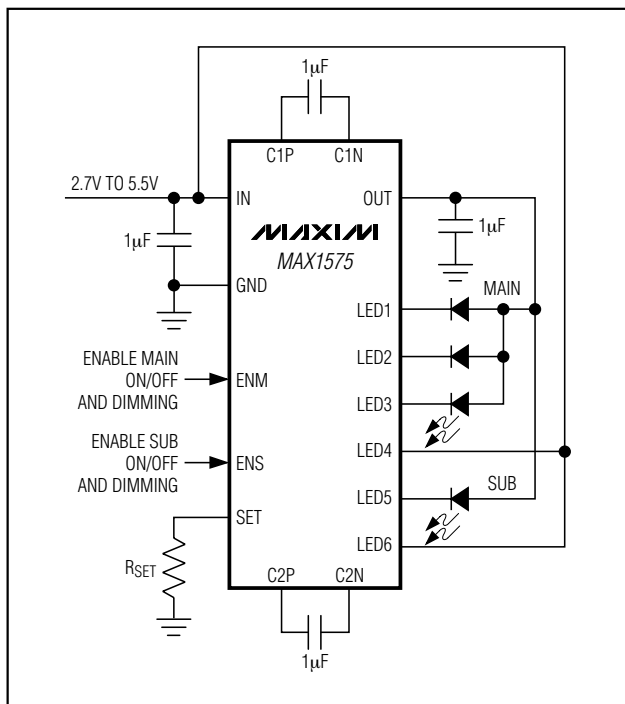 1μF
C1P
C1N
2.7V TO 5.5V
IN
OUT
MAXIM
MAX1575
1μF
1μF
GND
MAIN
LED1
LED2
ENABLE MAIN
ON/OFF
AND DIMMING
ENM
LED3
LED4
ENABLE SUB
ON/OFF
AND DIMMING
ENS
LED5
SUB
SET
LED6
RSET
C2P
C2N
1μF